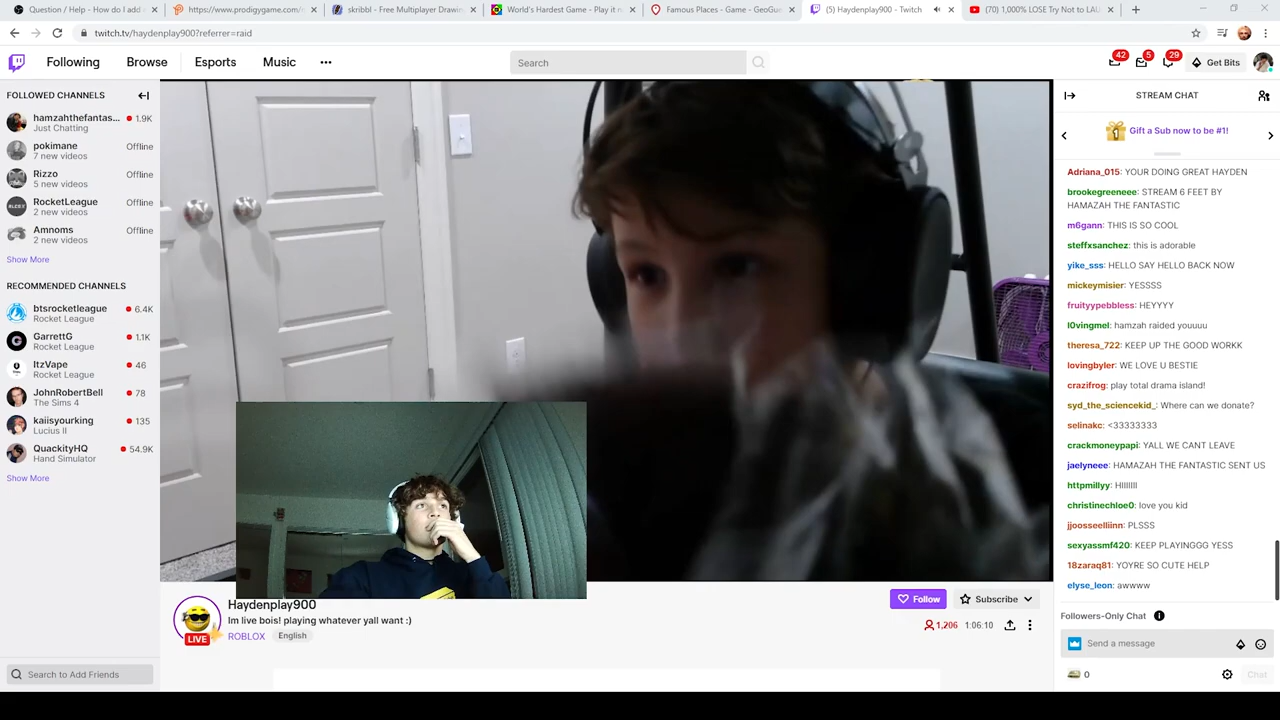 Question / Help - How do I add a
https://www.prodigygame.com/s
skribbl - Free Multiplayer Drawin
World's Hardest Game - Play it n
Famous Places - Game - GeoGue
(5) Haydenplay900 - Twitch
(70) 1,000% LOSE Try Not to LAU
twitch.tv/haydenplay900?referrer=raid
Following
Browse
Esports
Music
Search
42
5
29
Get Bits
FOLLOWED CHANNELS
hamzahthefantas...
1.9K
Just Chatting
pokimane
Offline
7 new videos
Rizzo
Offline
5 new videos
RocketLeague
Offline
2 new videos
Amnoms
Offline
2 new videos
Show More
RECOMMENDED CHANNELS
btsrocketleague
6.4K
Rocket League
GarrettG
1.1K
Rocket League
ItzVape
46
Rocket League
JohnRobertBell
78
The Sims 4
kaiisyourking
135
Lucius II
QuackityHQ
54.9K
Hand Simulator
Show More
Search to Add Friends
LIVE
Haydenplay900
Im live bois! playing whatever yall want :)
ROBLOX
English
Follow
Subscribe
1,206
1:06:10
STREAM CHAT
1
Gift a Sub now to be #1!
Adriana_015: YOUR DOING GREAT HAYDEN
brookegreeneee: STREAM 6 FEET BY
HAMAZAH THE FANTASTIC
m6gann: THIS IS SO COOL
steffxsanchez: this is adorable
yike_sss: HELLO SAY HELLO BACK NOW
mickeymisier: YESSSS
fruityypebbless: HEYYYY
l0vingmel: hamzah raided youuuu
theresa_722: KEEP UP THE GOOD WORKK
lovingbyler: WE LOVE U BESTIE
crazifrog: play total drama island!
syd_the_sciencekid_: Where can we donate?
selinakc: <33333333
crackmoneypapi: YALL WE CANT LEAVE
jaelyneee: HAMAZAH THE FANTASTIC SENT US
httpmillyy: HIIIIIII
christinechloe0: love you kid
jjoosseelliinn: PLSSS
sexyassmf420: KEEP PLAYINGGG YESS
18zaraq81: YOYRE SO CUTE HELP
elyse_leon: awwww
Followers-Only Chat
Send a message
0
Chat